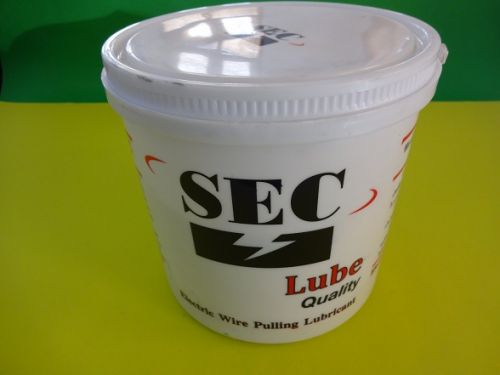 SEC
SEC
Lube
Quality
Electric Wire Pulling Lubricant